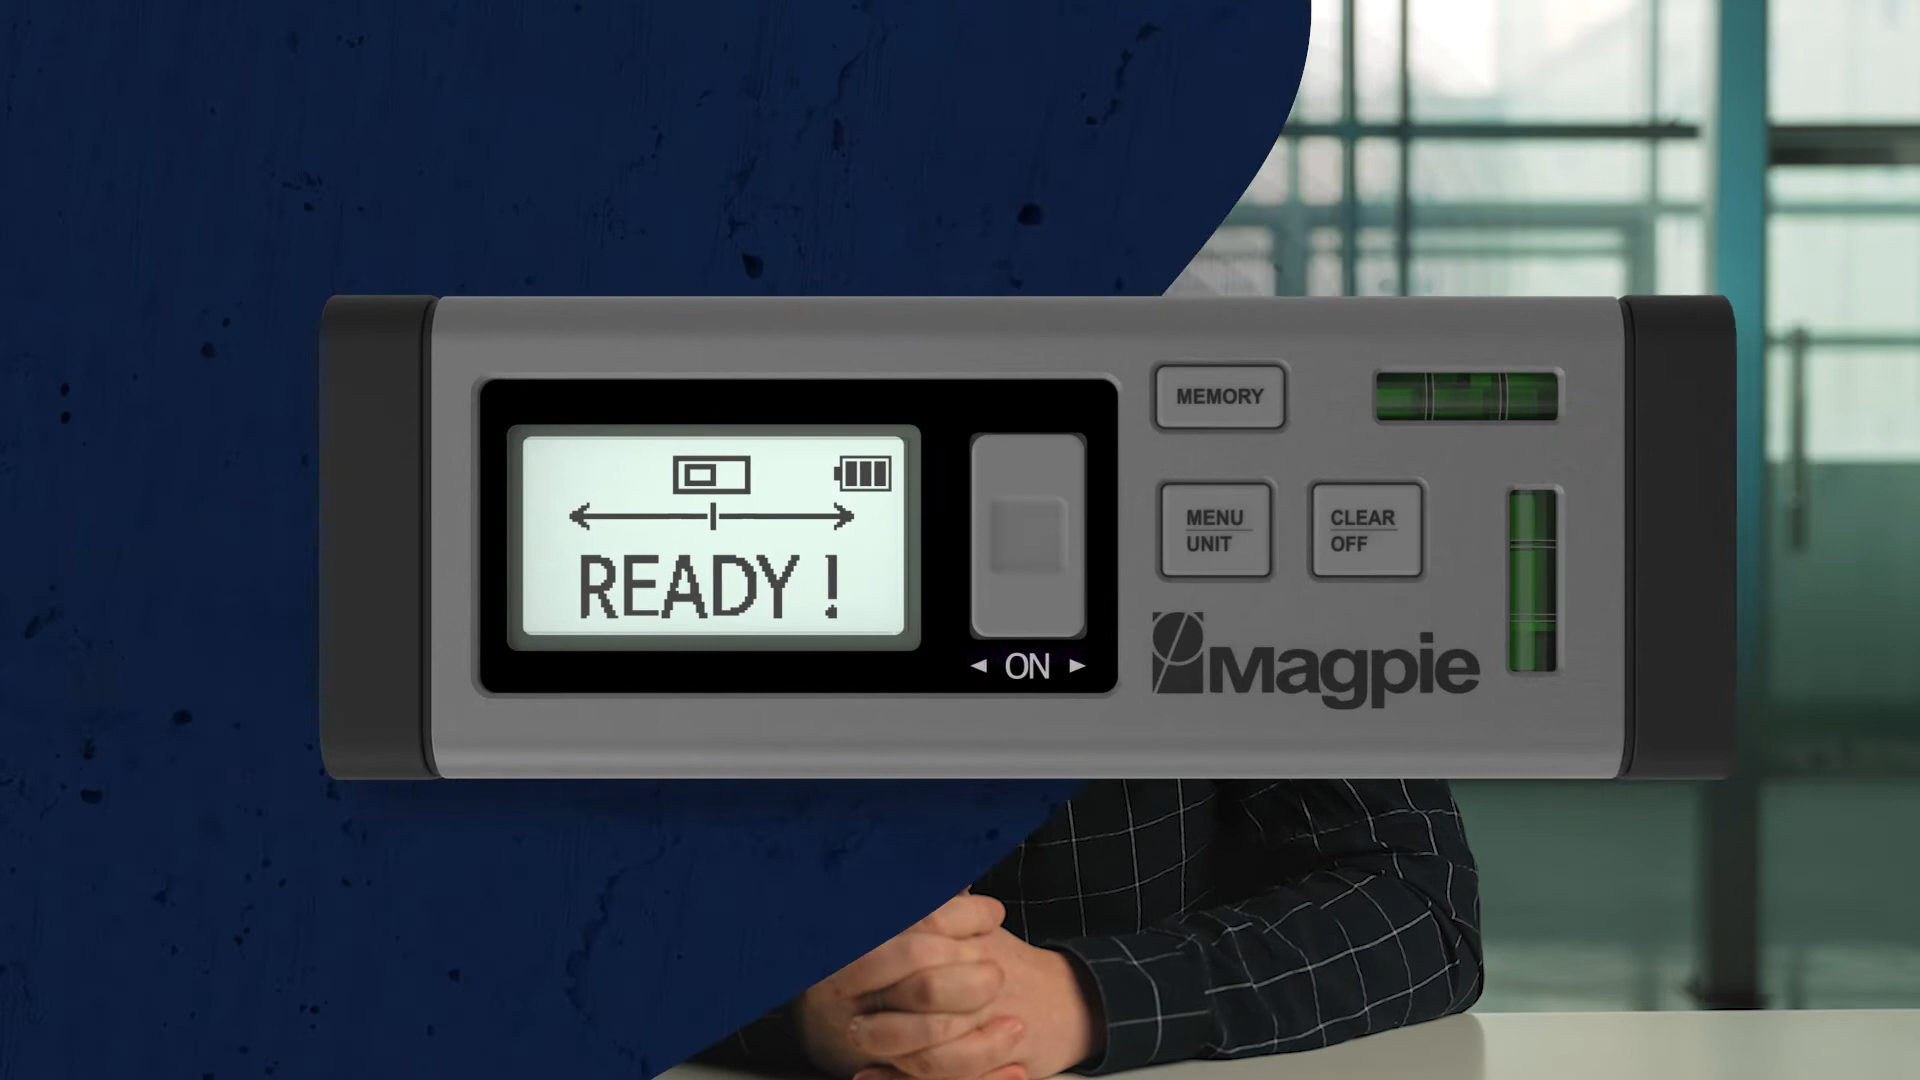 READY !
◄ ON ►
MEMORY
MENU
UNIT
CLEAR
OFF
Magpie